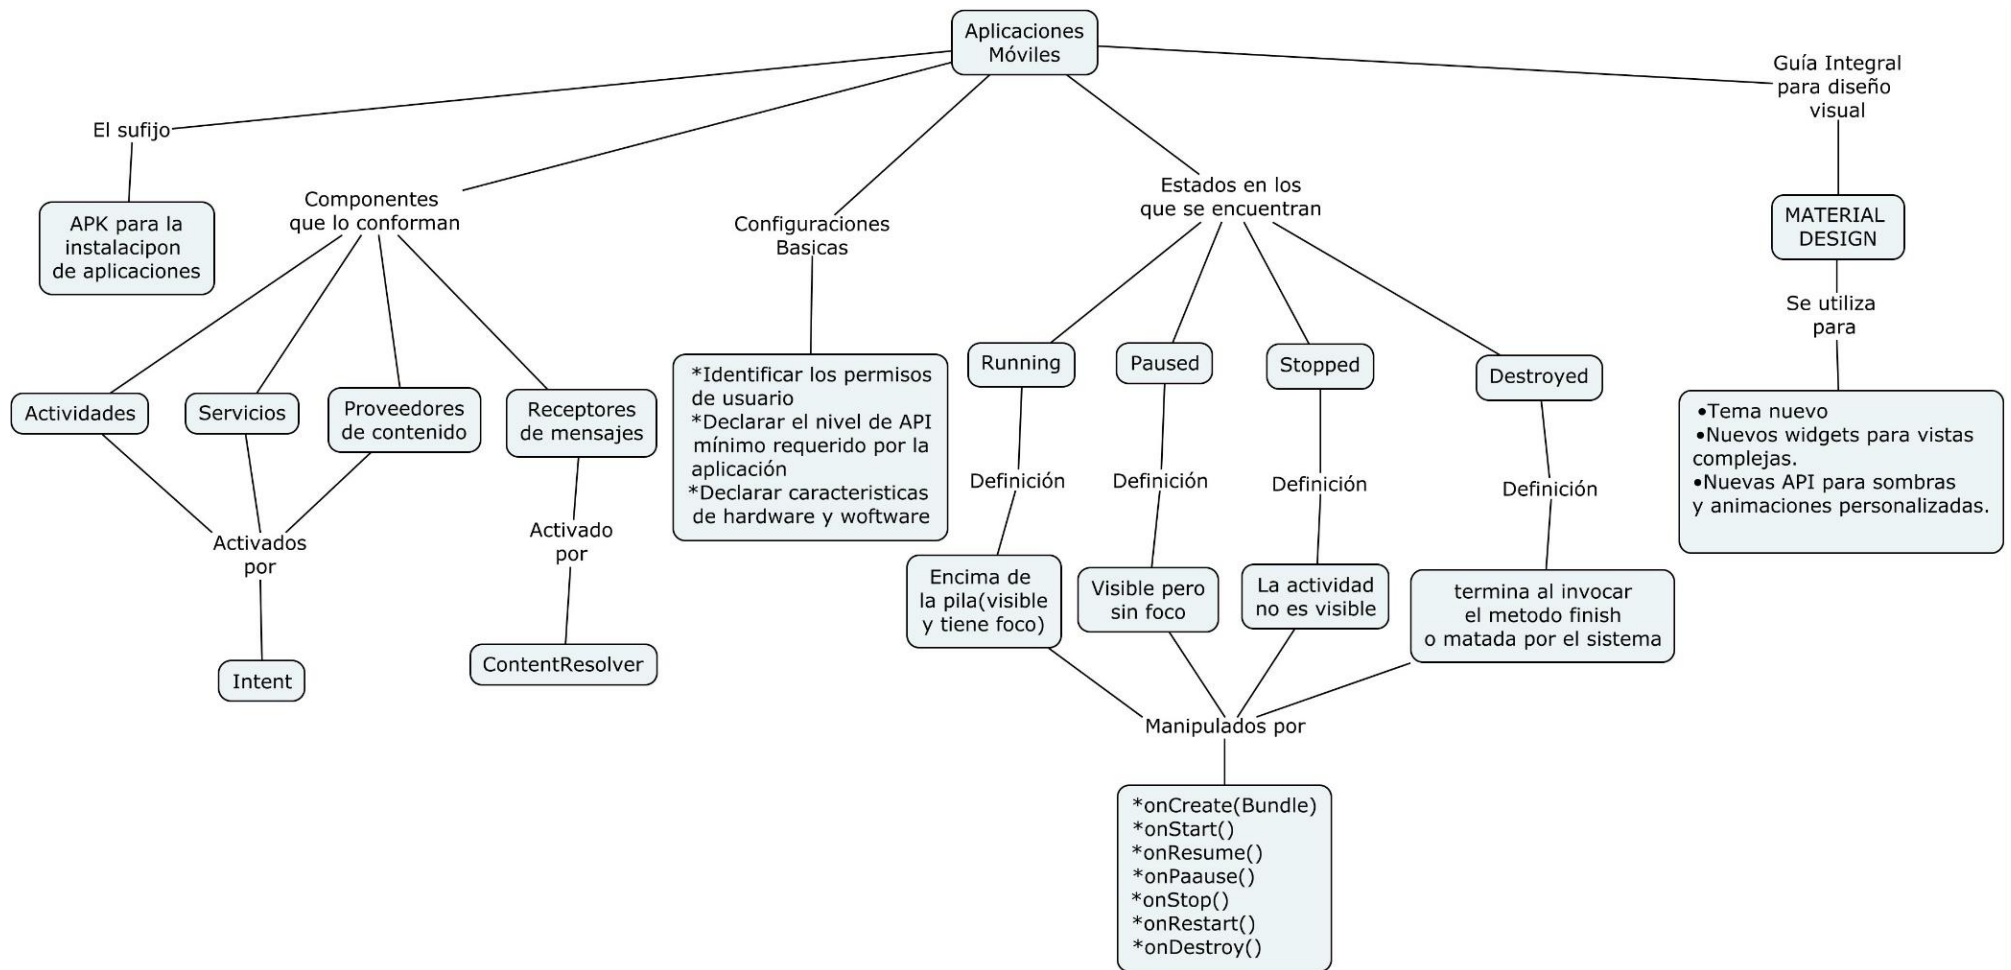 Aplicaciones
Móviles
El sufijo
APK para la
instalacipon
de aplicaciones
Componentes
que lo conforman
Actividades
Servicios
Proveedores
de contenido
Receptores
de mensajes
Activados
por
Intent
Activado
por
ContentResolver
Configuraciones
Basicas
*Identificar los permisos
de usuario
*Declarar el nivel de API
mínimo requerido por la
aplicación
*Declarar caracteristicas
de hardware y woftware
Estados en los
que se encuentran
Running
Paused
Stopped
Destroyed
Definición
Definición
Definición
Definición
Encima de
la pila(visible
y tiene foco)
Visible pero
sin foco
La actividad
no es visible
termina al invocar
el metodo finish
o matada por el sistema
Manipulados por
*onCreate(Bundle)
*onStart()
*onResume()
*onPaause()
*onStop()
*onRestart()
*onDestroy()
Guía Integral
para diseño
visual
MATERIAL
DESIGN
Se utiliza
para
•Tema nuevo
•Nuevos widgets para vistas
complejas.
•Nuevas API para sombras
y animaciones personalizadas.